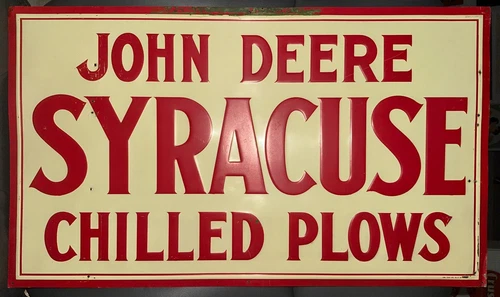 JOHN DEERE
SYRACUSE
CHILLED PLOWS